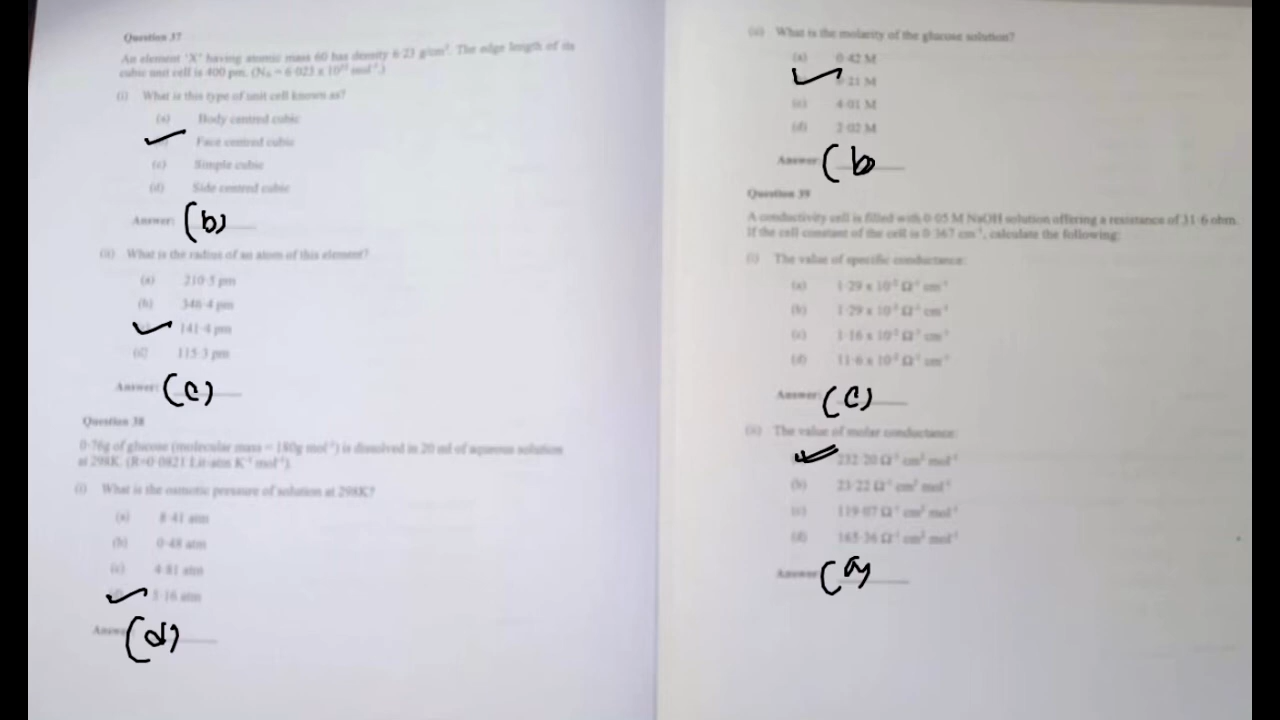 Question 37
An element 'X' having atomic mass 60 has density 6·23 g/cm³. The edge length of its
cubic unit cell is 400 pm. (Nₐ = 6·023 x 10²³ mol⁻¹.)
(i) What is this type of unit cell known as?
(a) Body centred cubic
Face centred cubic
(c) Simple cubic
(d) Side centred cubic
Answer: (b)
(ii) What is the radius of an atom of this element?
(a) 210·5 pm
(b) 346·4 pm
141·4 pm
(d) 115·3 pm
Answer: (c)
Question 38
0·76g of glucose (molecular mass = 180g mol⁻¹) is dissolved in 20 ml of aqueous solution
at 298K. (R=0·0821 Lit-atm K⁻¹ mol⁻¹).
(i) What is the osmotic pressure of solution at 298K?
(a) 8·41 atm
(b) 0·48 atm
(c) 4·81 atm
5·16 atm
(d)
(ii) What is the molarity of the glucose solution?
(a) 0·42 M
0·21 M
(c) 4·01 M
(d) 2·02 M
Answer: (b
Question 39
A conductivity cell is filled with 0·05 M NaOH solution offering a resistance of 31·6 ohm.
If the cell constant of the cell is 0·367 cm⁻¹, calculate the following:
(i) The value of specific conductance:
(a)
(b)
(c)
(d)
Answer: (c)
(ii) The value of molar conductance:
232·20 Ω⁻¹ cm² mol⁻¹
(b) 23·22 Ω⁻¹ cm² mol⁻¹
(c) 119·07 Ω⁻¹ cm² mol⁻¹
(d) 165·36 Ω⁻¹ cm² mol⁻¹
Answer: (a)